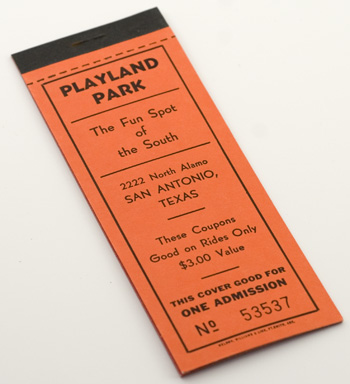 PLAYLAND
PARK
The Fun Spot
of
the South
2222 North Alamo
SAN ANTONIO,
TEXAS
These Coupons
Good on Rides Only
$3.00 Value
THIS COVER GOOD FOR
ONE ADMISSION
Nº 53537